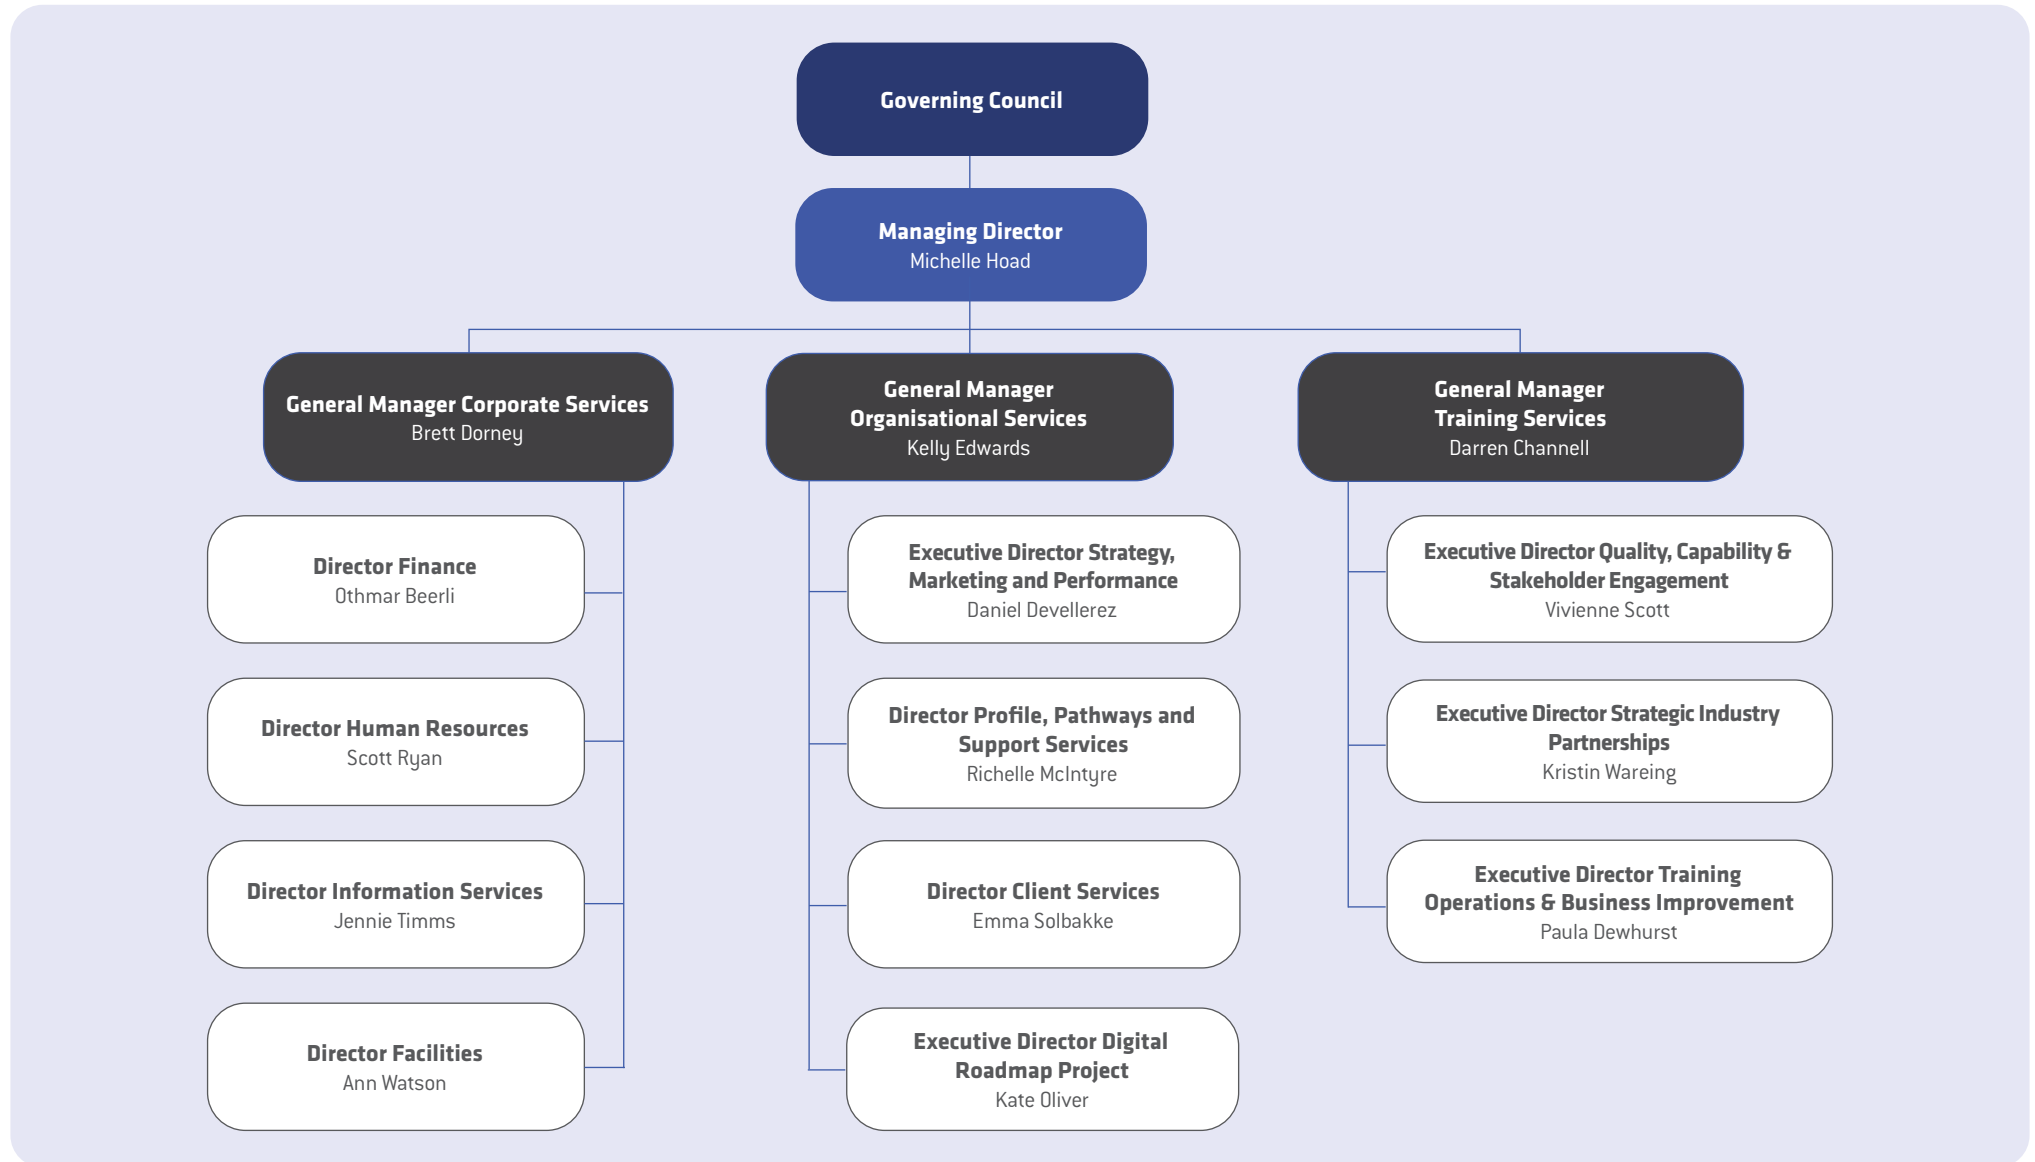 Governing Council
Managing Director
Michelle Hoad
General Manager Corporate Services
Brett Dorney
General Manager
Organisational Services
Kelly Edwards
General Manager
Training Services
Darren Channell
Director Finance
Othmar Beerli
Director Human Resources
Scott Ryan
Director Information Services
Jennie Timms
Director Facilities
Ann Watson
Executive Director Strategy,
Marketing and Performance
Daniel Devellerez
Director Profile, Pathways and
Support Services
Richelle McIntyre
Director Client Services
Emma Solbakke
Executive Director Digital
Roadmap Project
Kate Oliver
Executive Director Quality, Capability &
Stakeholder Engagement
Vivienne Scott
Executive Director Strategic Industry
Partnerships
Kristin Wareing
Executive Director Training
Operations & Business Improvement
Paula Dewhurst